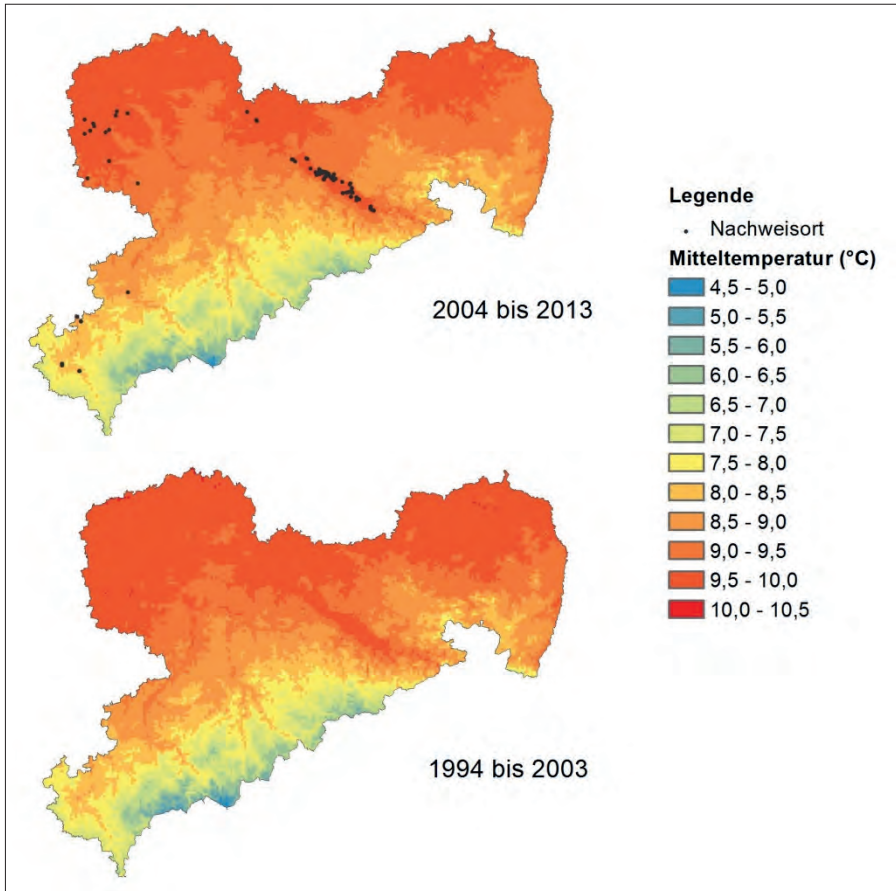 2004 bis 2013
1994 bis 2003
Legende
Nachweisort
Mitteltemperatur (°C)
4,5 - 5,0
5,0 - 5,5
5,5 - 6,0
6,0 - 6,5
6,5 - 7,0
7,0 - 7,5
7,5 - 8,0
8,0 - 8,5
8,5 - 9,0
9,0 - 9,5
9,5 - 10,0
10,0 - 10,5